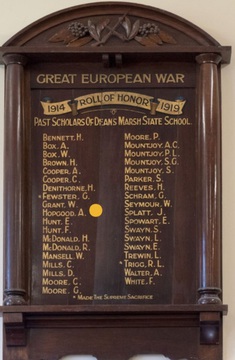 GREAT EUROPEAN WAR
1914 ROLL OF HONOR 1919
PAST SCHOLARS OF DEAN'S MARSH STATE SCHOOL.
BENNETT. H.
BOX. A.
BOX. W.
BROWN. H.
COOPER. A.
COOPER. C.
DENITHORNE. H.
*FEWSTER. G.
GRANT. W.
HOPGOOD. A.
HUNT. E.
HUNT. F.
MCDONALD. H.
MCDONALD. R.
MANSELL. W.
MILLS. C.
MILLS. D.
MOORE. C.
MOORE. G.
MOORE. P.
MOUNTJOY. A.C.
MOUNTJOY. P.L.
MOUNTJOY. S.G.
MOUNTJOY. S.
PARKER. S.
REEVES. H.
SCHRAM. G.
SEYMOUR. W.
SPLATT. J.
SPOWART. E.
SWAYN. S.
SWAYN. L.
SWAYN. E.
TREWIN. L.
*TRIGG. R.L.
WALTER. A.
WHITE. F.
* MADE THE SUPREME SACRIFICE